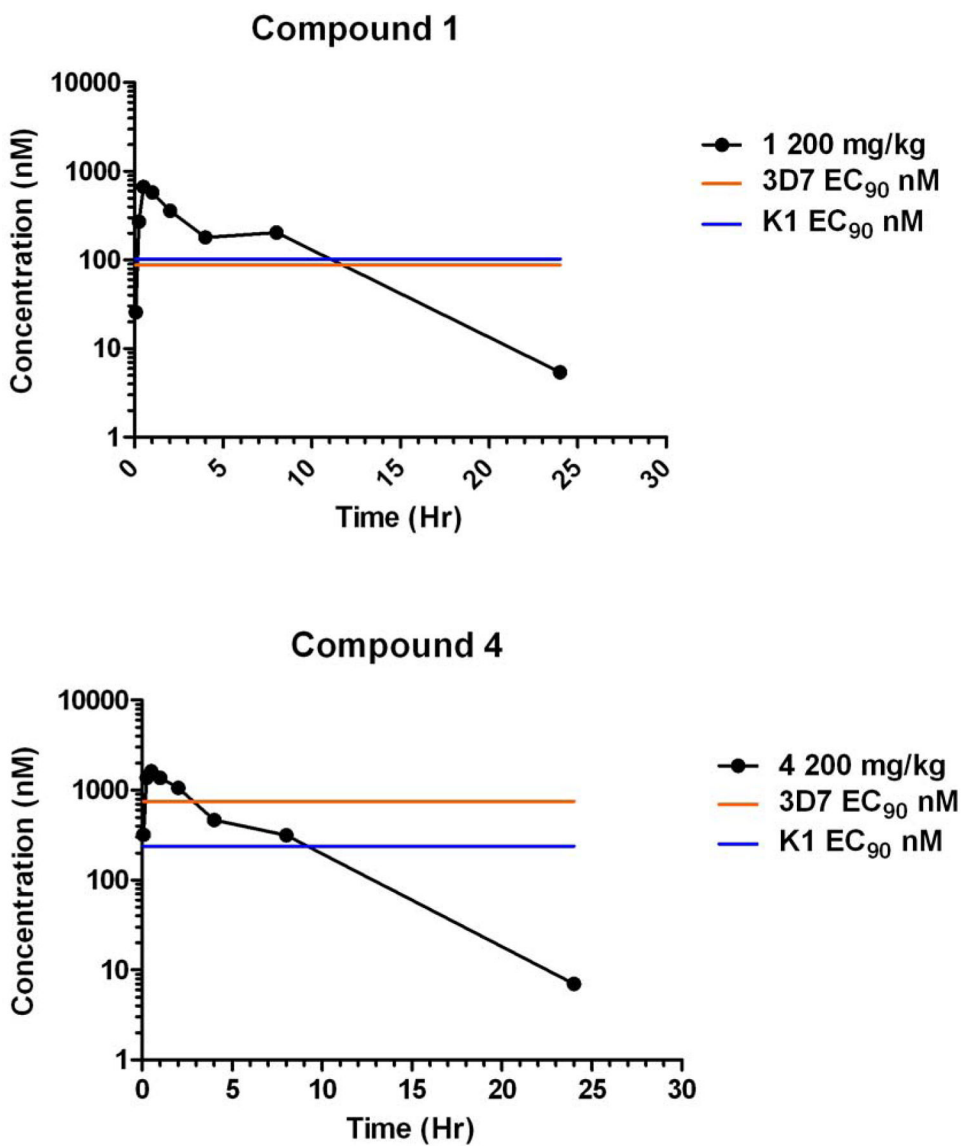 Compound 1
10000
1000
100
10
1
Concentration (nM)
0 5 10 15 20 25 30
Time (Hr)
1 200 mg/kg
3D7 EC90 nM
K1 EC90 nM
Compound 4
10000
1000
100
10
1
Concentration (nM)
0 5 10 15 20 25 30
Time (Hr)
4 200 mg/kg
3D7 EC90 nM
K1 EC90 nM